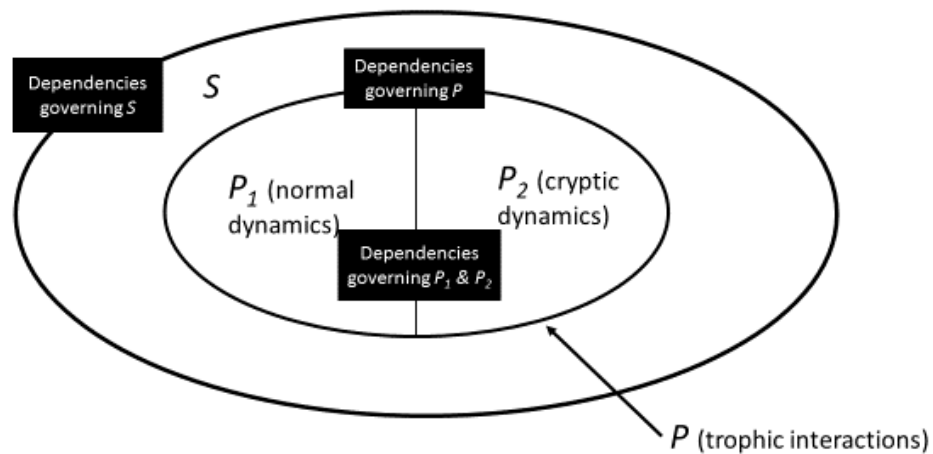 Dependencies
governing S
S
Dependencies
governing P
P1 (normal
dynamics)
P2 (cryptic
dynamics)
Dependencies
governing P1 & P2
P (trophic interactions)